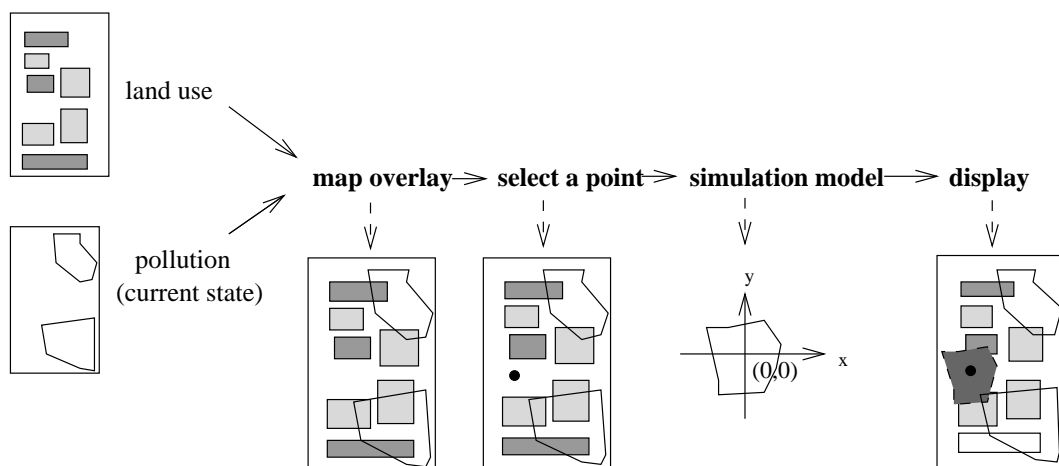 land use
map overlay
select a point
simulation model
display
pollution
(current state)
y
x
(0,0)